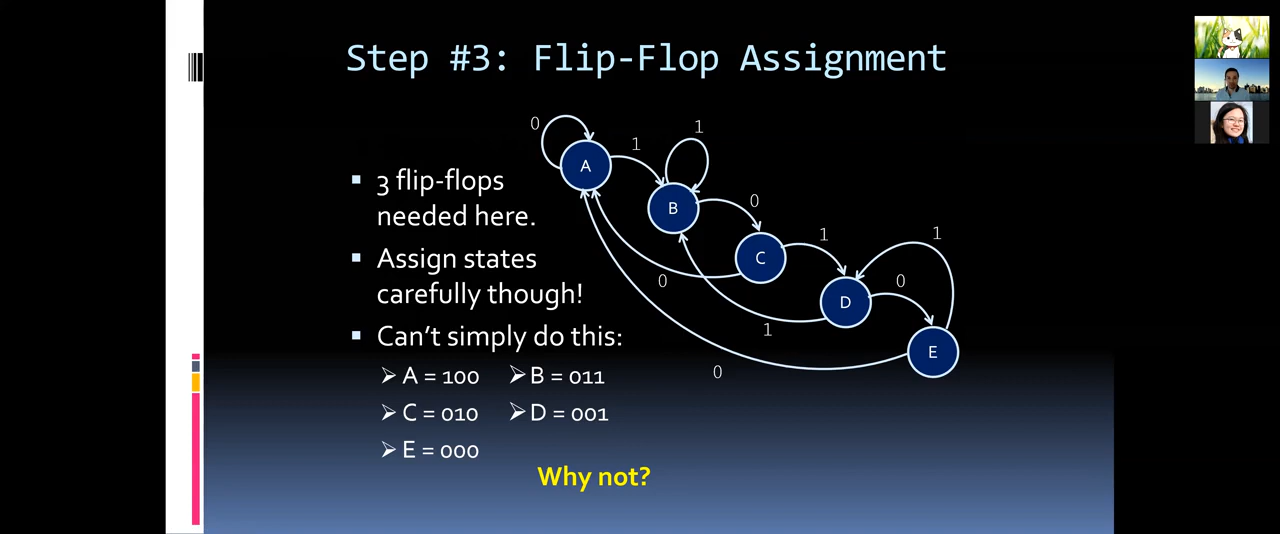 Step #3: Flip-Flop Assignment
3 flip-flops
needed here.
Assign states
carefully though!
Can't simply do this:
A = 100
B = 011
C = 010
D = 001
E = 000
Why not?
0
A
1
1
B
0
C
1
0
D
0
1
1
E
0